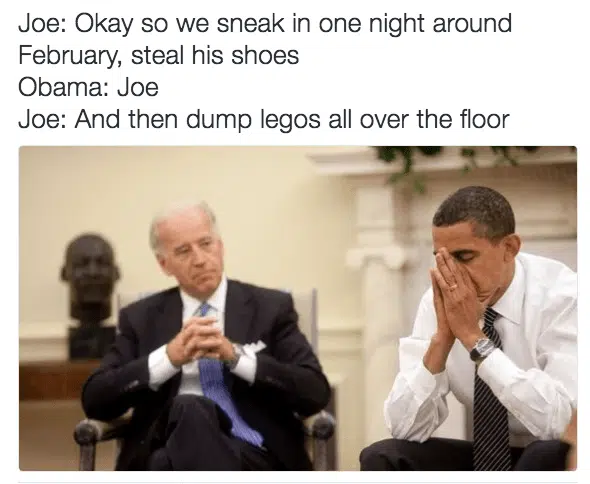 Joe: Okay so we sneak in one night around
February, steal his shoes
Obama: Joe
Joe: And then dump legos all over the floor